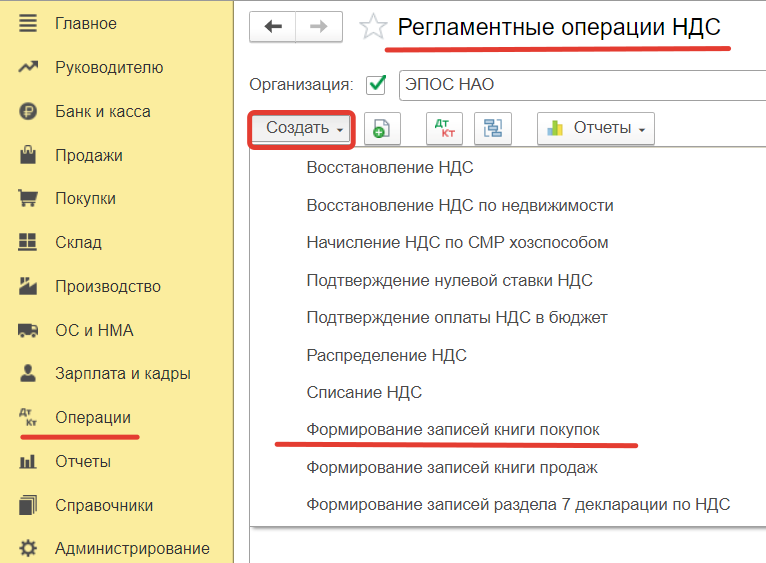 Главное
Руководителю
Банк и касса
Продажи
Покупки
Склад
Производство
ОС и НМА
Зарплата и кадры
Дт Кт
Операции
Отчеты
Справочники
Администрирование
Регламентные операции НДС
Организация:
ЭПОС НАО
Создать
Дт Кт
Отчеты
Восстановление НДС
Восстановление НДС по недвижимости
Начисление НДС по СМР хозспособом
Подтверждение нулевой ставки НДС
Подтверждение оплаты НДС в бюджет
Распределение НДС
Списание НДС
Формирование записей книги покупок
Формирование записей книги продаж
Формирование записей раздела 7 декларации по НДС